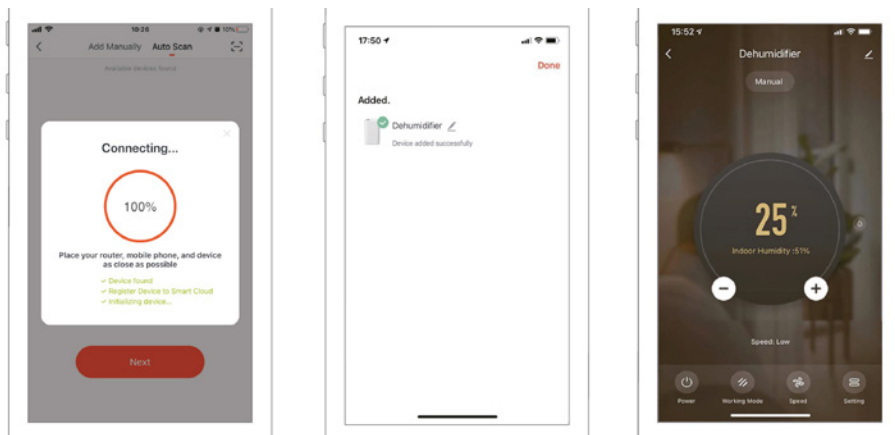 10:26
10%
Add Manually Auto Scan
Available devices found
Connecting...
100%
Place your router, mobile phone, and device
as close as possible
✓ Device found
✓ Register Device to Smart Cloud
✓ Initializing device...
Next
17:50
Done
Added.
Dehumidifier
Device added successfully
15:52
Dehumidifier
Manual
25%
Indoor Humidity :51%
Speed: Low
Power Working Mode Speed Setting